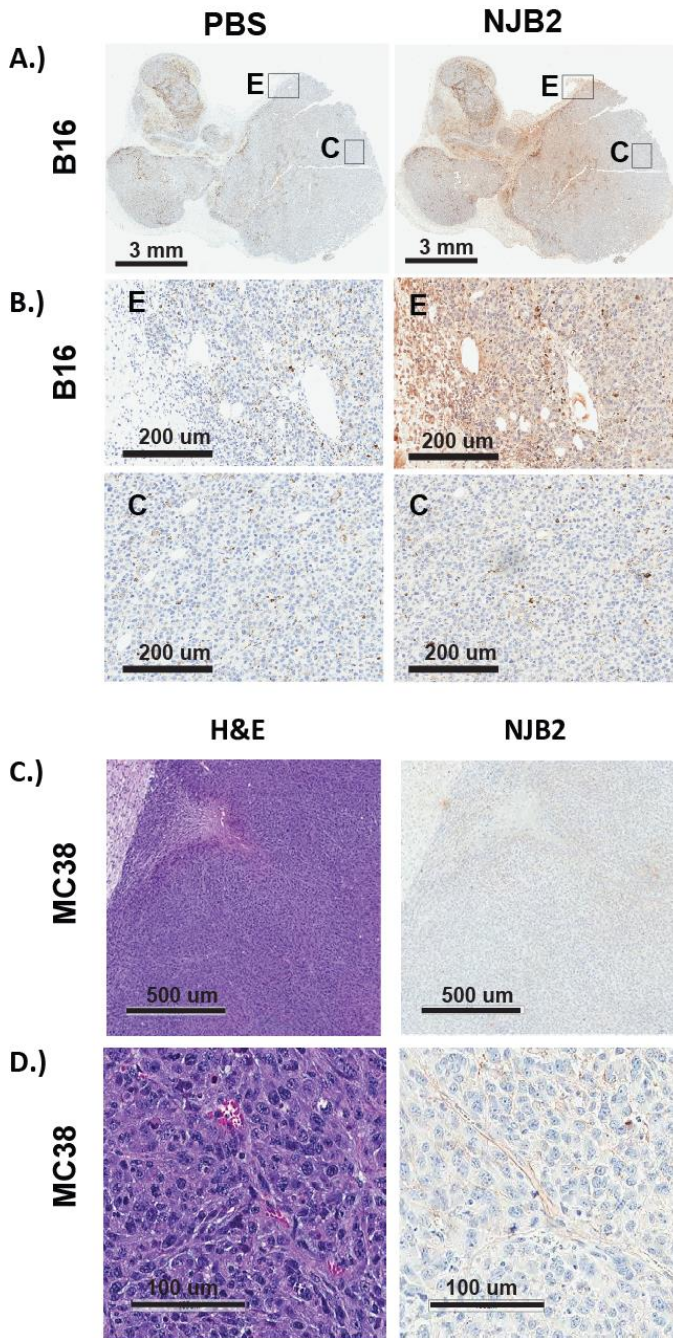 PBS NJB2
A.)
B16
E E
C C
3 mm 3 mm
B.)
B16
E E
200 um 200 um
C C
200 um 200 um
H&E NJB2
C.)
MC38
500 um 500 um
D.)
MC38
100 um 100 um